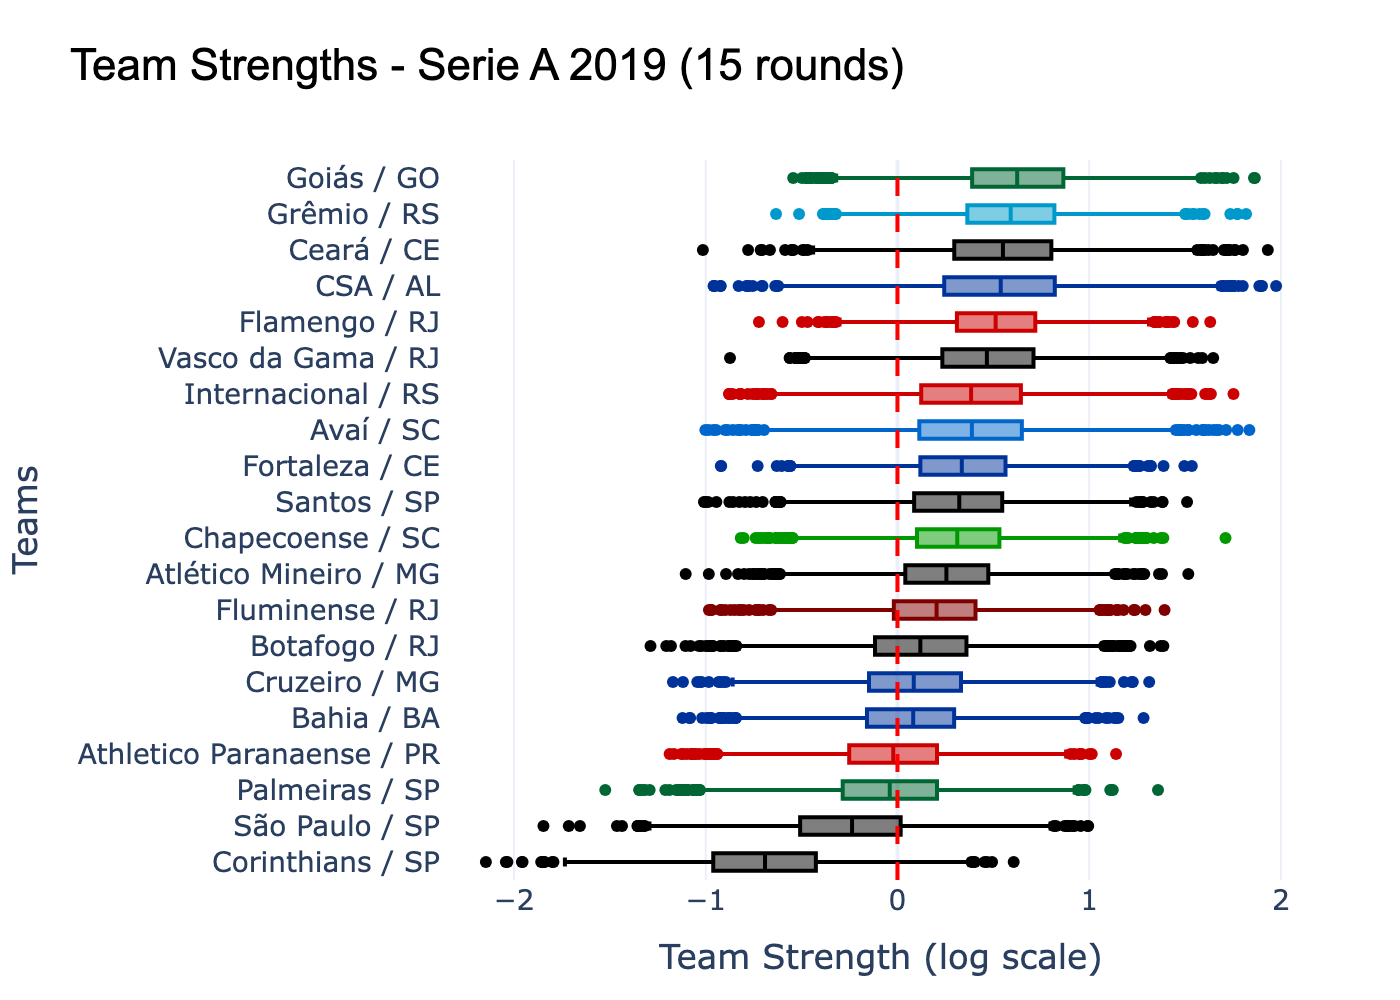 Team Strengths - Serie A 2019 (15 rounds)
Goiás / GO
Grêmio / RS
Ceará / CE
CSA / AL
Flamengo / RJ
Vasco da Gama / RJ
Internacional / RS
Avaí / SC
Fortaleza / CE
Santos / SP
Chapecoense / SC
Atlético Mineiro / MG
Fluminense / RJ
Botafogo / RJ
Cruzeiro / MG
Bahia / BA
Athletico Paranaense / PR
Palmeiras / SP
São Paulo / SP
Corinthians / SP
Teams
−2 −1 0 1 2
Team Strength (log scale)